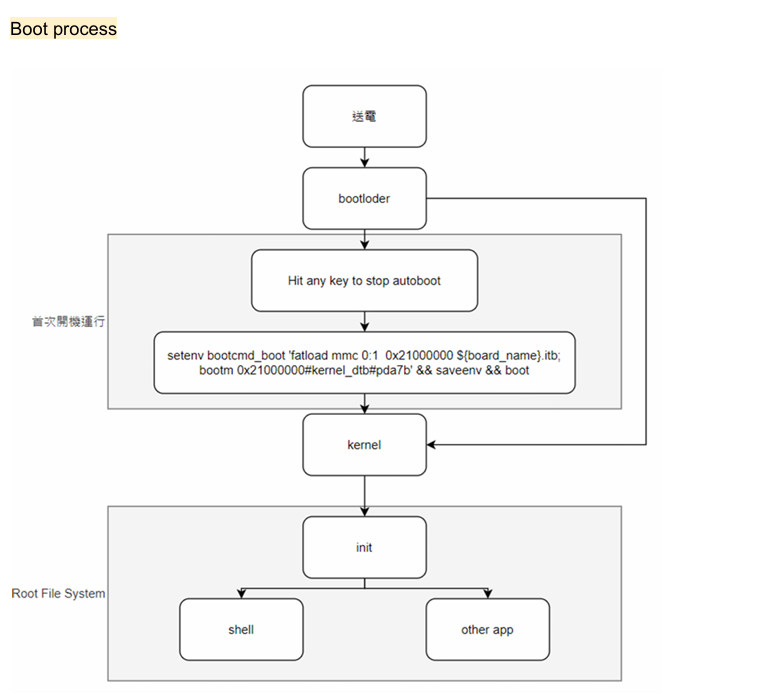 Boot process
送電
bootloder
Hit any key to stop autoboot
首次開機運行
setenv bootcmd_boot 'fatload mmc 0:1  0x21000000 ${board_name}.itb;
bootm 0x21000000#kernel_dtb#pda7b' && saveenv && boot
kernel
init
Root File System
shell
other app